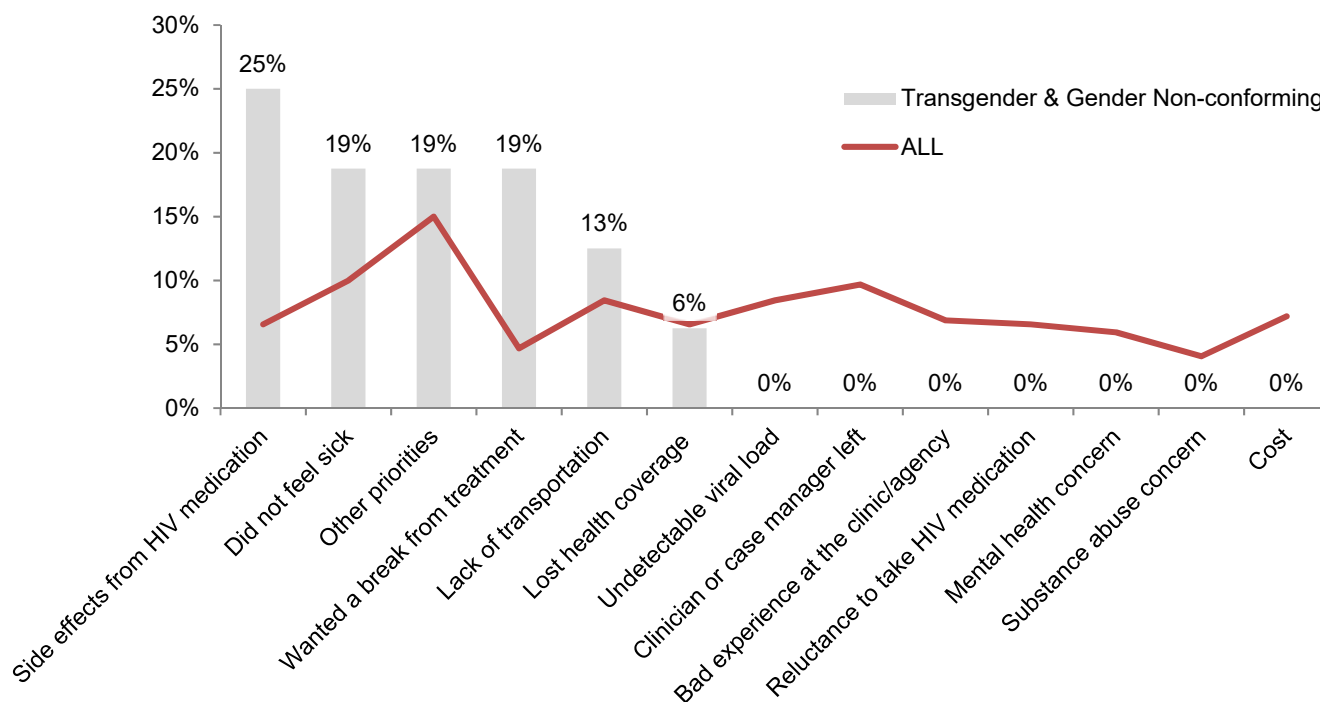 30%
25%
20%
15%
10%
5%
0%
25%
19%
19%
19%
13%
6%
0%
0%
0%
0%
0%
0%
0%
Transgender & Gender Non-conforming
ALL
Side effects from HIV medication
Did not feel sick
Other priorities
Wanted a break from treatment
Lack of transportation
Lost health coverage
Undetectable viral load
Clinician or case manager left
Bad experience at the clinic/agency
Reluctance to take HIV medication
Mental health concern
Substance abuse concern
Cost